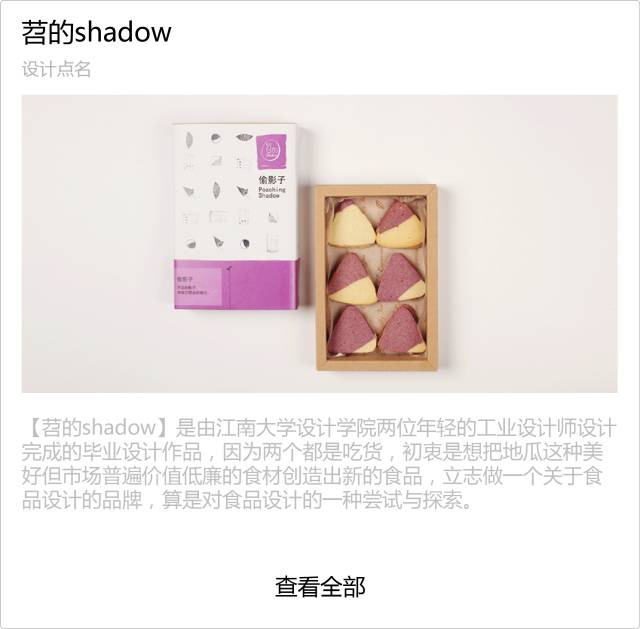 苕的shadow
设计点名
偷影子
Poaching
Shadow
偷影子
【苕的shadow】是由江南大学设计学院两位年轻的工业设计师设计
完成的毕业设计作品，因为两个都是吃货，初衷是想把地瓜这种美
好但市场普遍价值低廉的食材创造出新的食品，立志做一个关于食
品设计的品牌，算是对食品设计的一种尝试与探索。
查看全部